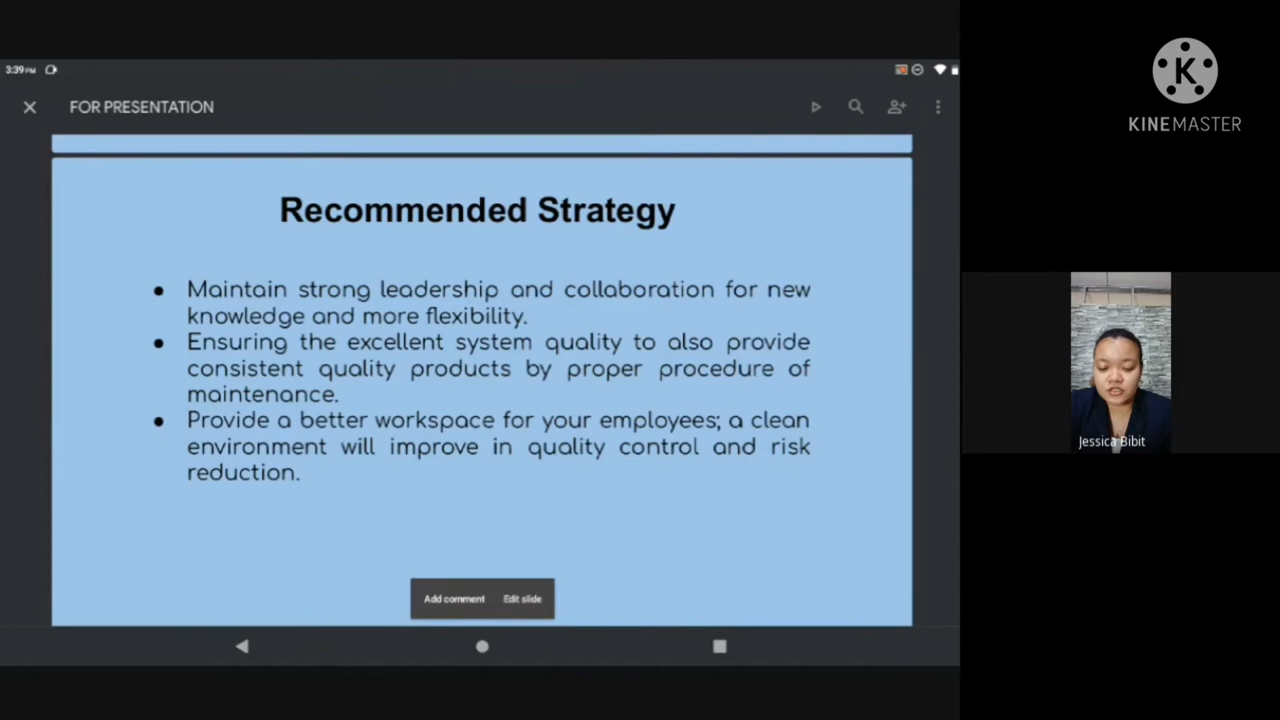 3:39 PM
FOR PRESENTATION
Recommended Strategy
● Maintain strong leadership and collaboration for new
knowledge and more flexibility.
● Ensuring the excellent system quality to also provide
consistent quality products by proper procedure of
maintenance.
● Provide a better workspace for your employees; a clean
environment will improve in quality control and risk
reduction.
Add comment Edit slide
K
KINEMASTER
Jessica Bibit